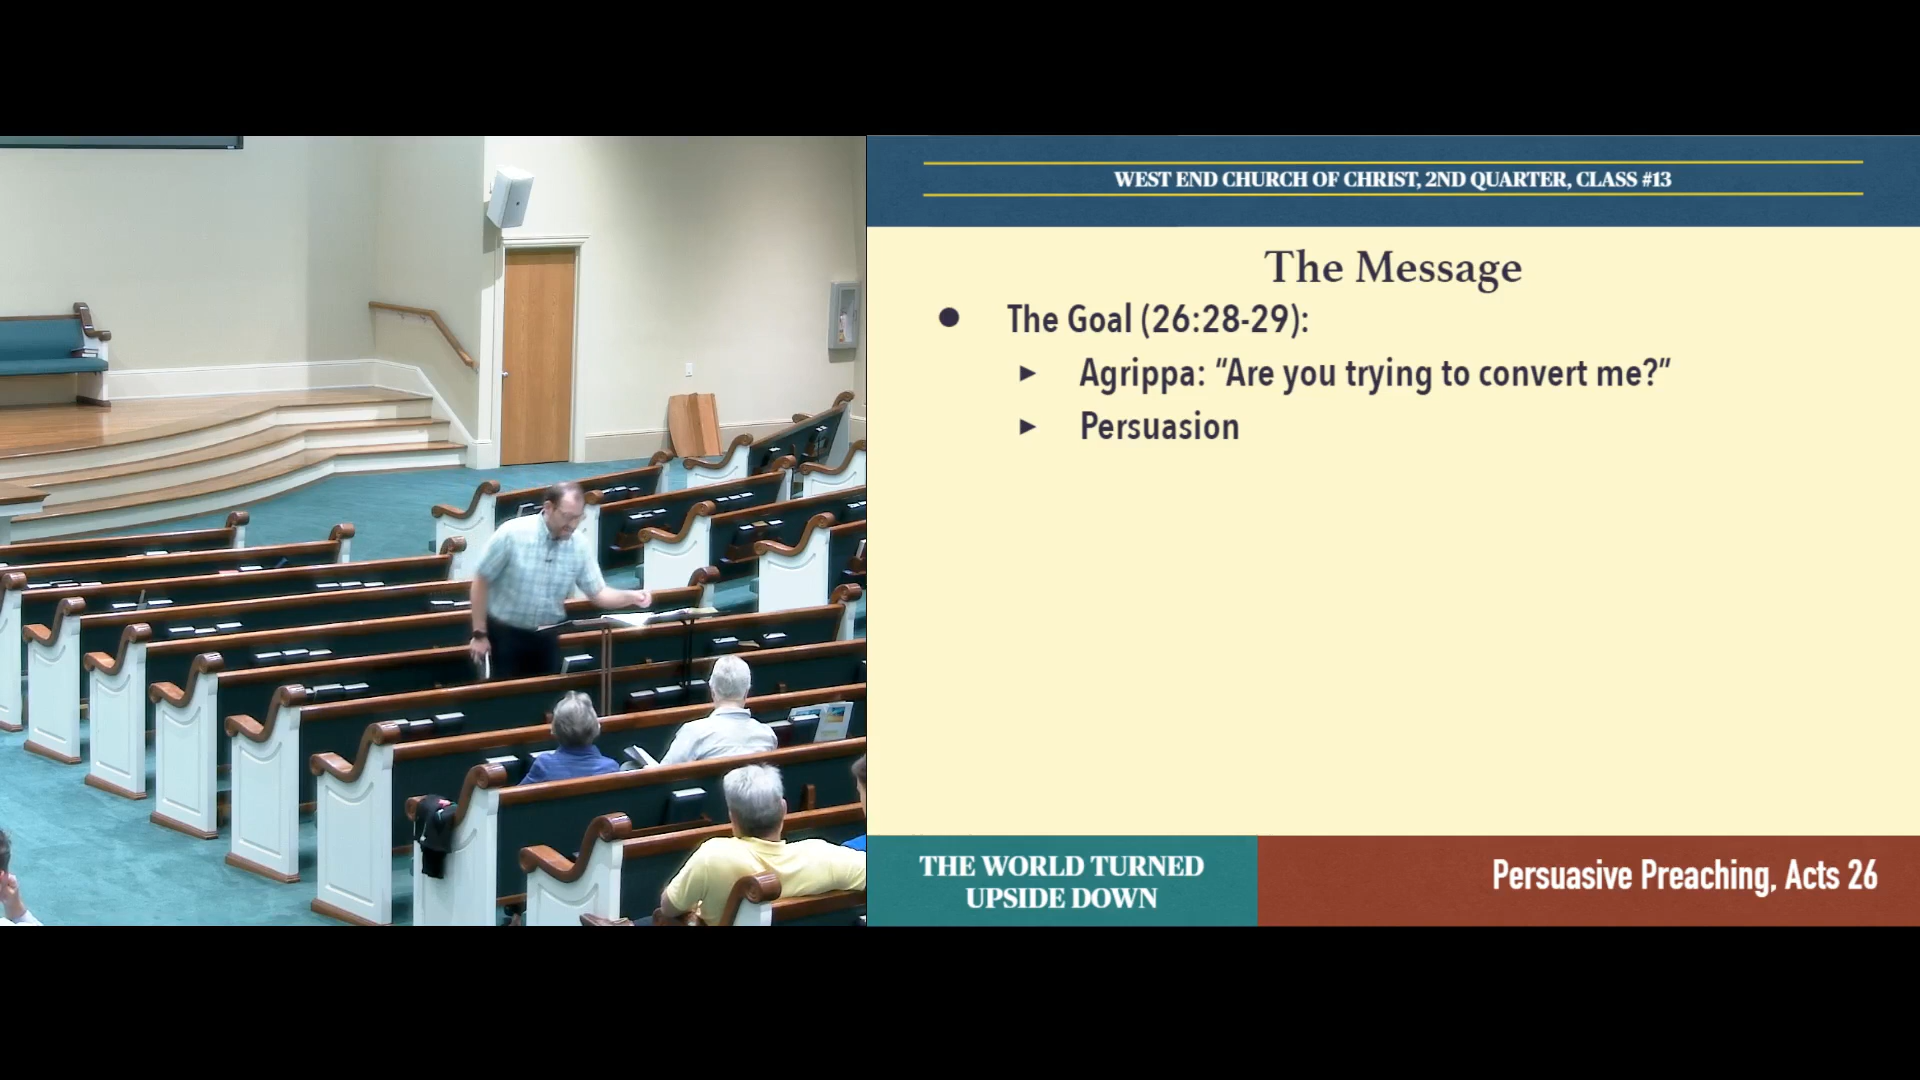 WEST END CHURCH OF CHRIST, 2ND QUARTER, CLASS #13
The Message
● The Goal (26:28-29):
► Agrippa: “Are you trying to convert me?”
► Persuasion
THE WORLD TURNED
UPSIDE DOWN
Persuasive Preaching, Acts 26